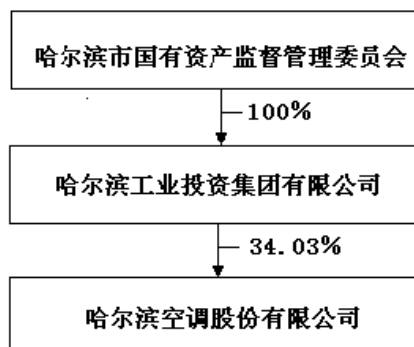 哈尔滨市国有资产监督管理委员会
100%
哈尔滨工业投资集团有限公司
34.03%
哈尔滨空调股份有限公司